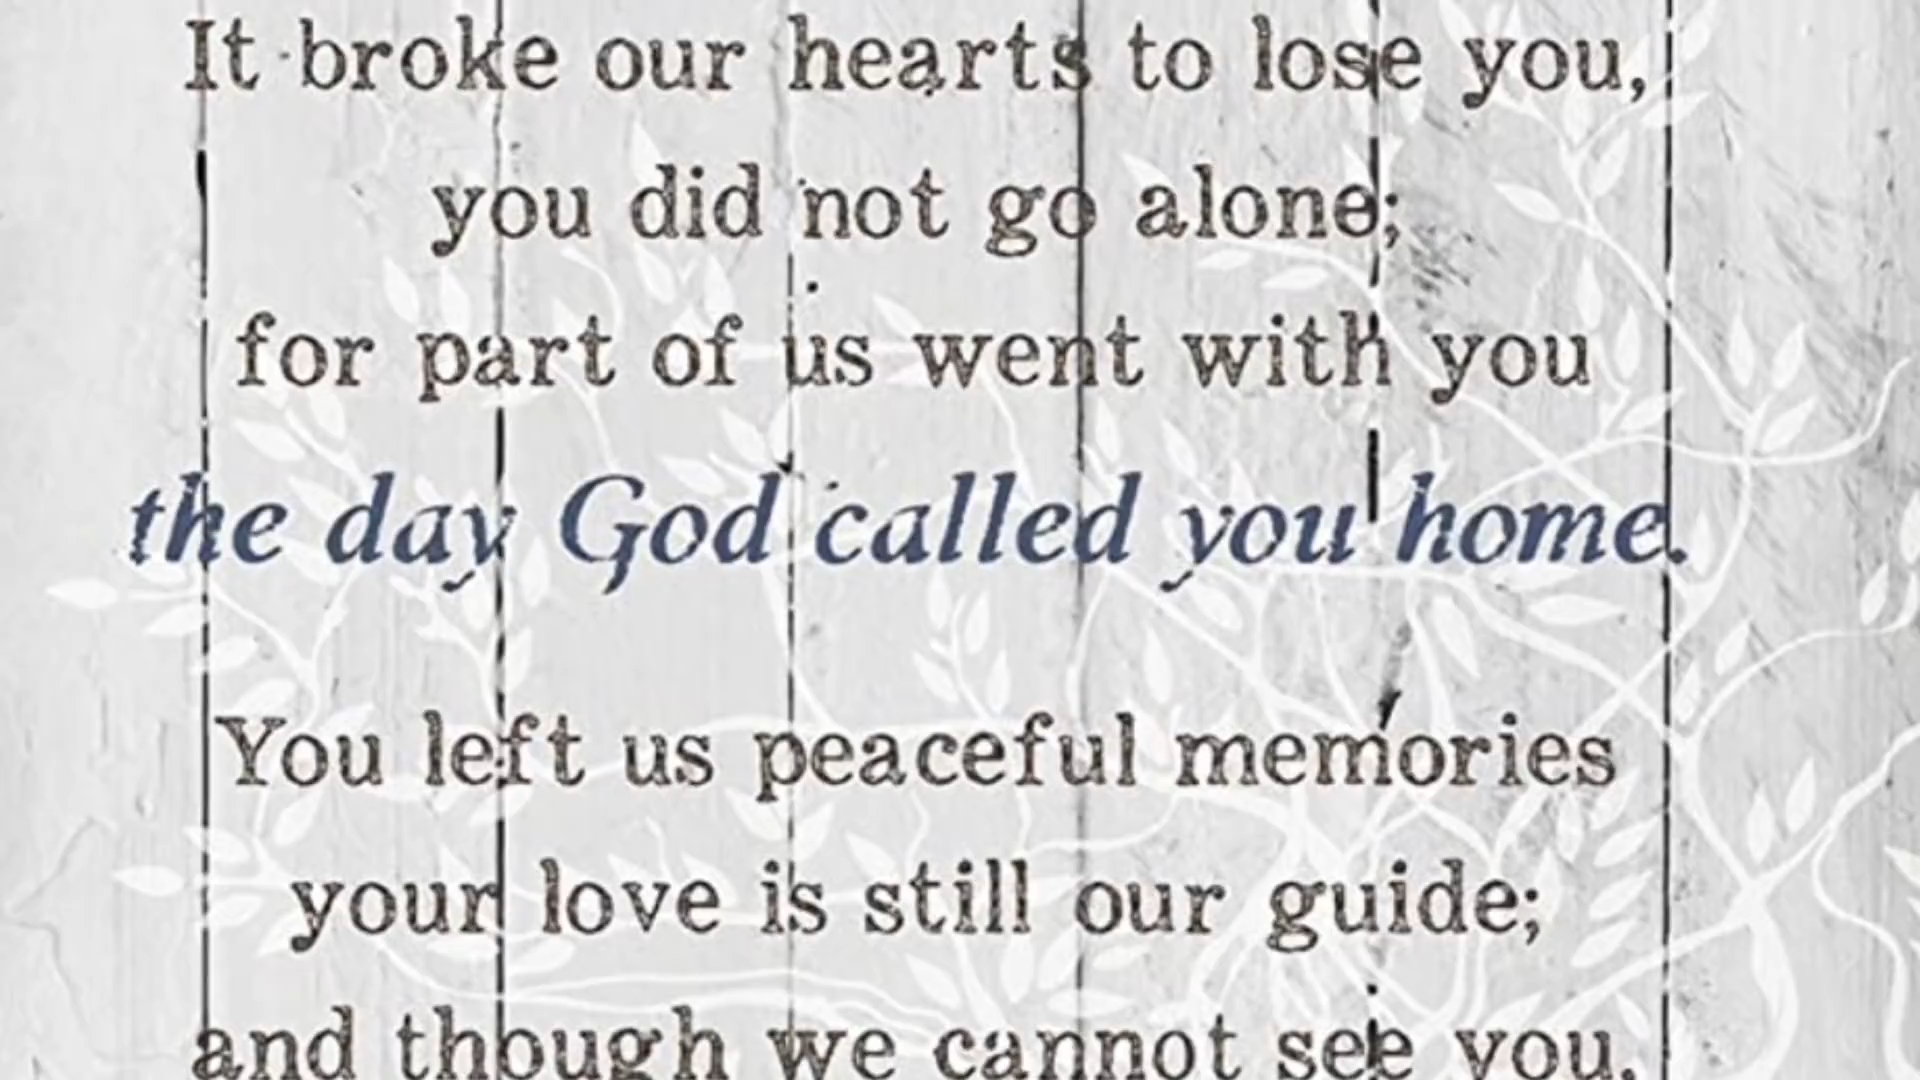 It broke our hearts to lose you,
you did not go alone;
for part of us went with you
the day God called you home.
You left us peaceful memories
your love is still our guide;
and though we cannot see you,